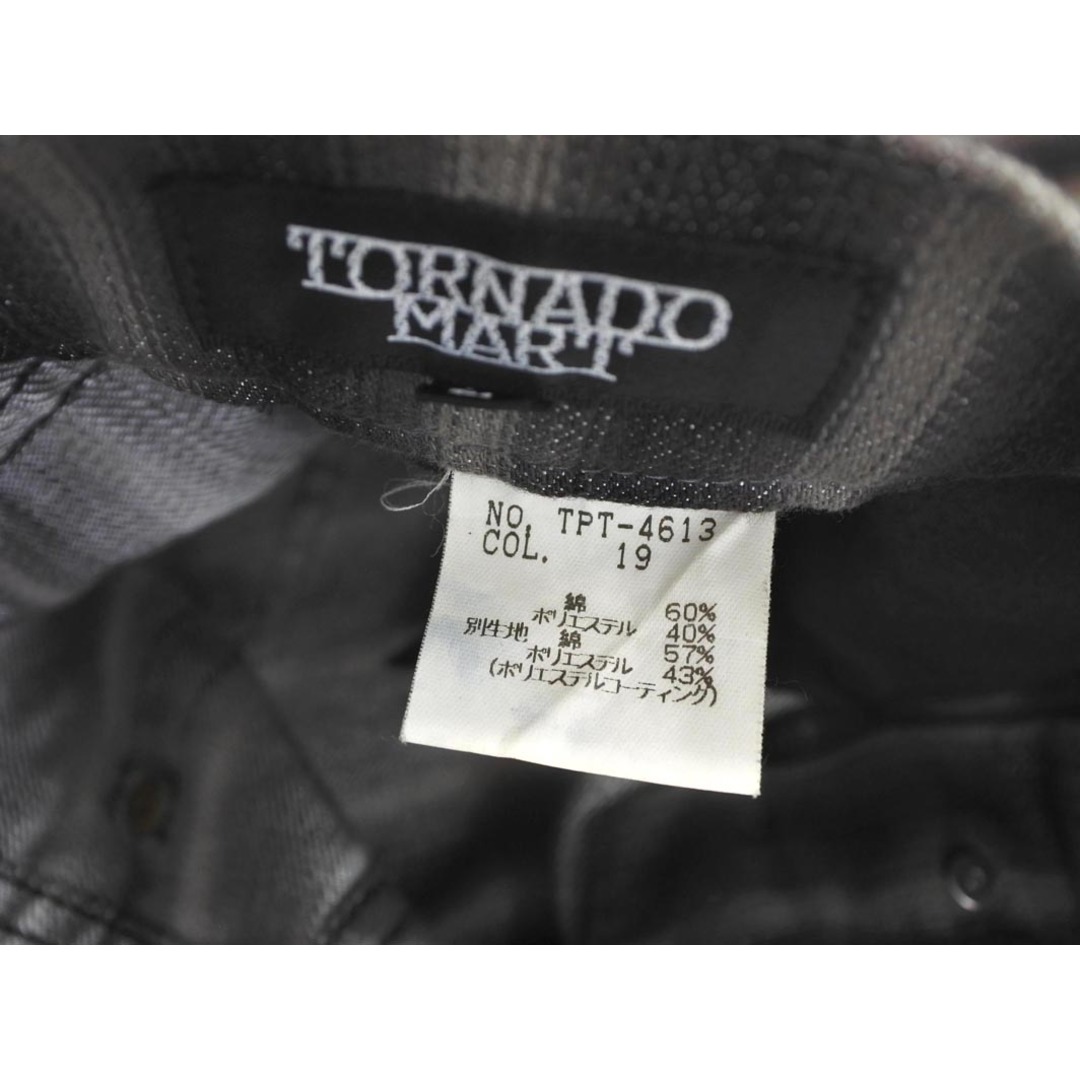 TORNADO
MART
NO. TPT-4613
COL. 19
綿 60%
ポリエステル 40%
別生地 綿 57%
ポリエステル 43%
(ポリエステルコーティング)